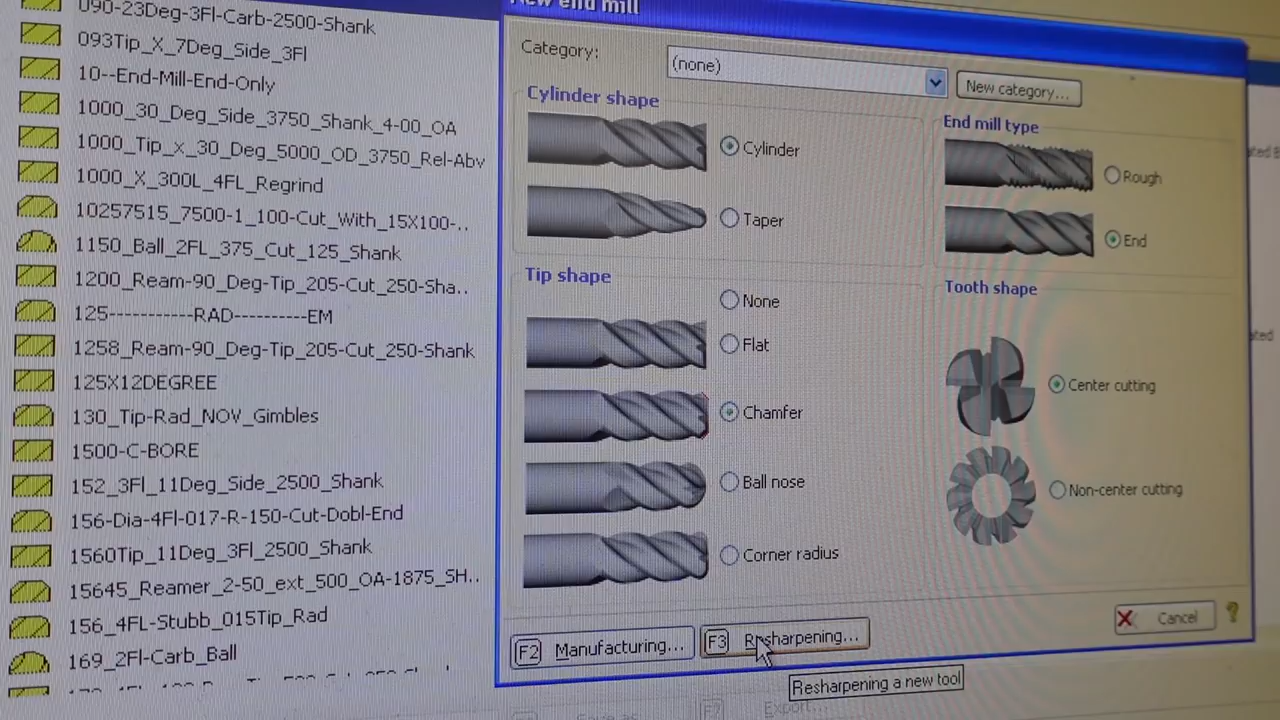 090-23Deg-3Fl-Carb-2500-Shank
093Tip_X_7Deg_Side_3Fl
10--End-Mill-End-Only
1000_30_Deg_Side_3750_Shank_4-00_OA
1000_Tip_x_30_Deg_5000_OD_3750_Rel-Abv
1000_X_300L_4FL_Regrind
10257515_7500-1_100-Cut_With_15X100-..
1150_Ball_2FL_375_Cut_125_Shank
1200_Ream-90_Deg-Tip_205-Cut_250-Sha..
125-----------RAD----------EM
1258_Ream-90_Deg-Tip_205-Cut_250-Shank
125X12DEGREE
130_Tip-Rad_NOV_Gimbles
1500-C-BORE
152_3Fl_11Deg_Side_2500_Shank
156-Dia-4Fl-017-R-150-Cut-Dobl-End
1560Tip_11Deg_3Fl_2500_Shank
15645_Reamer_2-50_ext_500_OA-1875_SH..
156_4FL-Stubb_015Tip_Rad
169_2Fl-Carb_Ball
New end mill
Category:
(none)
New category...
Cylinder shape
Cylinder
Taper
Tip shape
None
Flat
Chamfer
Ball nose
Corner radius
End mill type
Rough
End
Tooth shape
Center cutting
Non-center cutting
F2 Manufacturing...
F3 Resharpening...
Cancel
?
Resharpening a new tool
Save as
F7 Export...